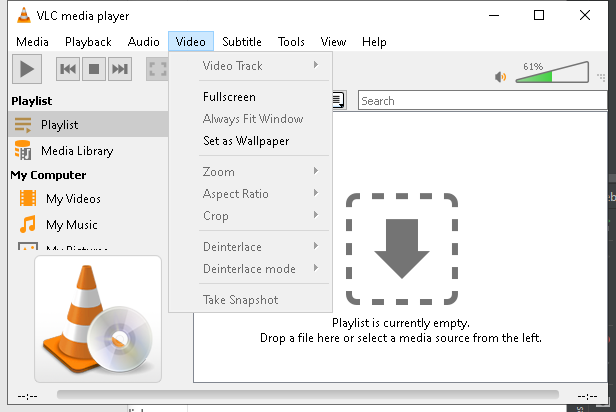 VLC media player
Media Playback Audio Video Subtitle Tools View Help
Video Track
Fullscreen
Always Fit Window
Set as Wallpaper
Zoom
Aspect Ratio
Crop
Deinterlace
Deinterlace mode
Take Snapshot
61%
Playlist
Playlist
Media Library
My Computer
My Videos
My Music
My Pictures
Search
Playlist is currently empty.
Drop a file here or select a media source from the left.
--:--
--:--